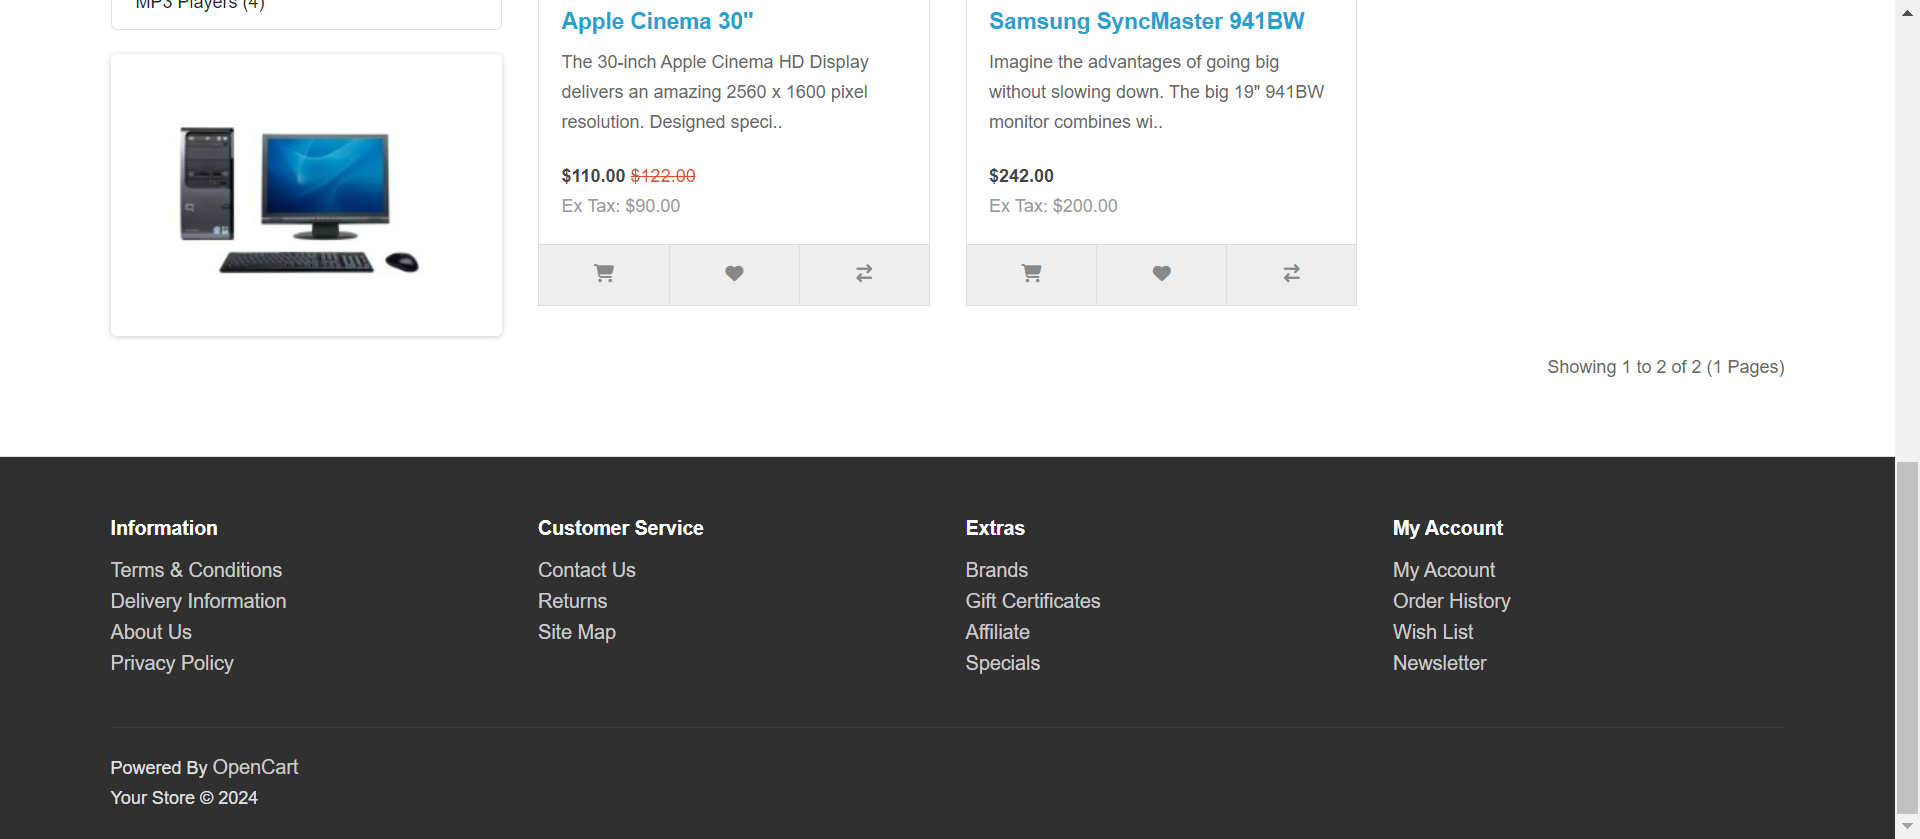 MP3 Players (4)
Apple Cinema 30"
The 30-inch Apple Cinema HD Display
delivers an amazing 2560 x 1600 pixel
resolution. Designed speci..
$110.00 $122.00
Ex Tax: $90.00
Samsung SyncMaster 941BW
Imagine the advantages of going big
without slowing down. The big 19" 941BW
monitor combines wi..
$242.00
Ex Tax: $200.00
Showing 1 to 2 of 2 (1 Pages)
Information
Terms & Conditions
Delivery Information
About Us
Privacy Policy
Customer Service
Contact Us
Returns
Site Map
Extras
Brands
Gift Certificates
Affiliate
Specials
My Account
My Account
Order History
Wish List
Newsletter
Powered By OpenCart
Your Store © 2024